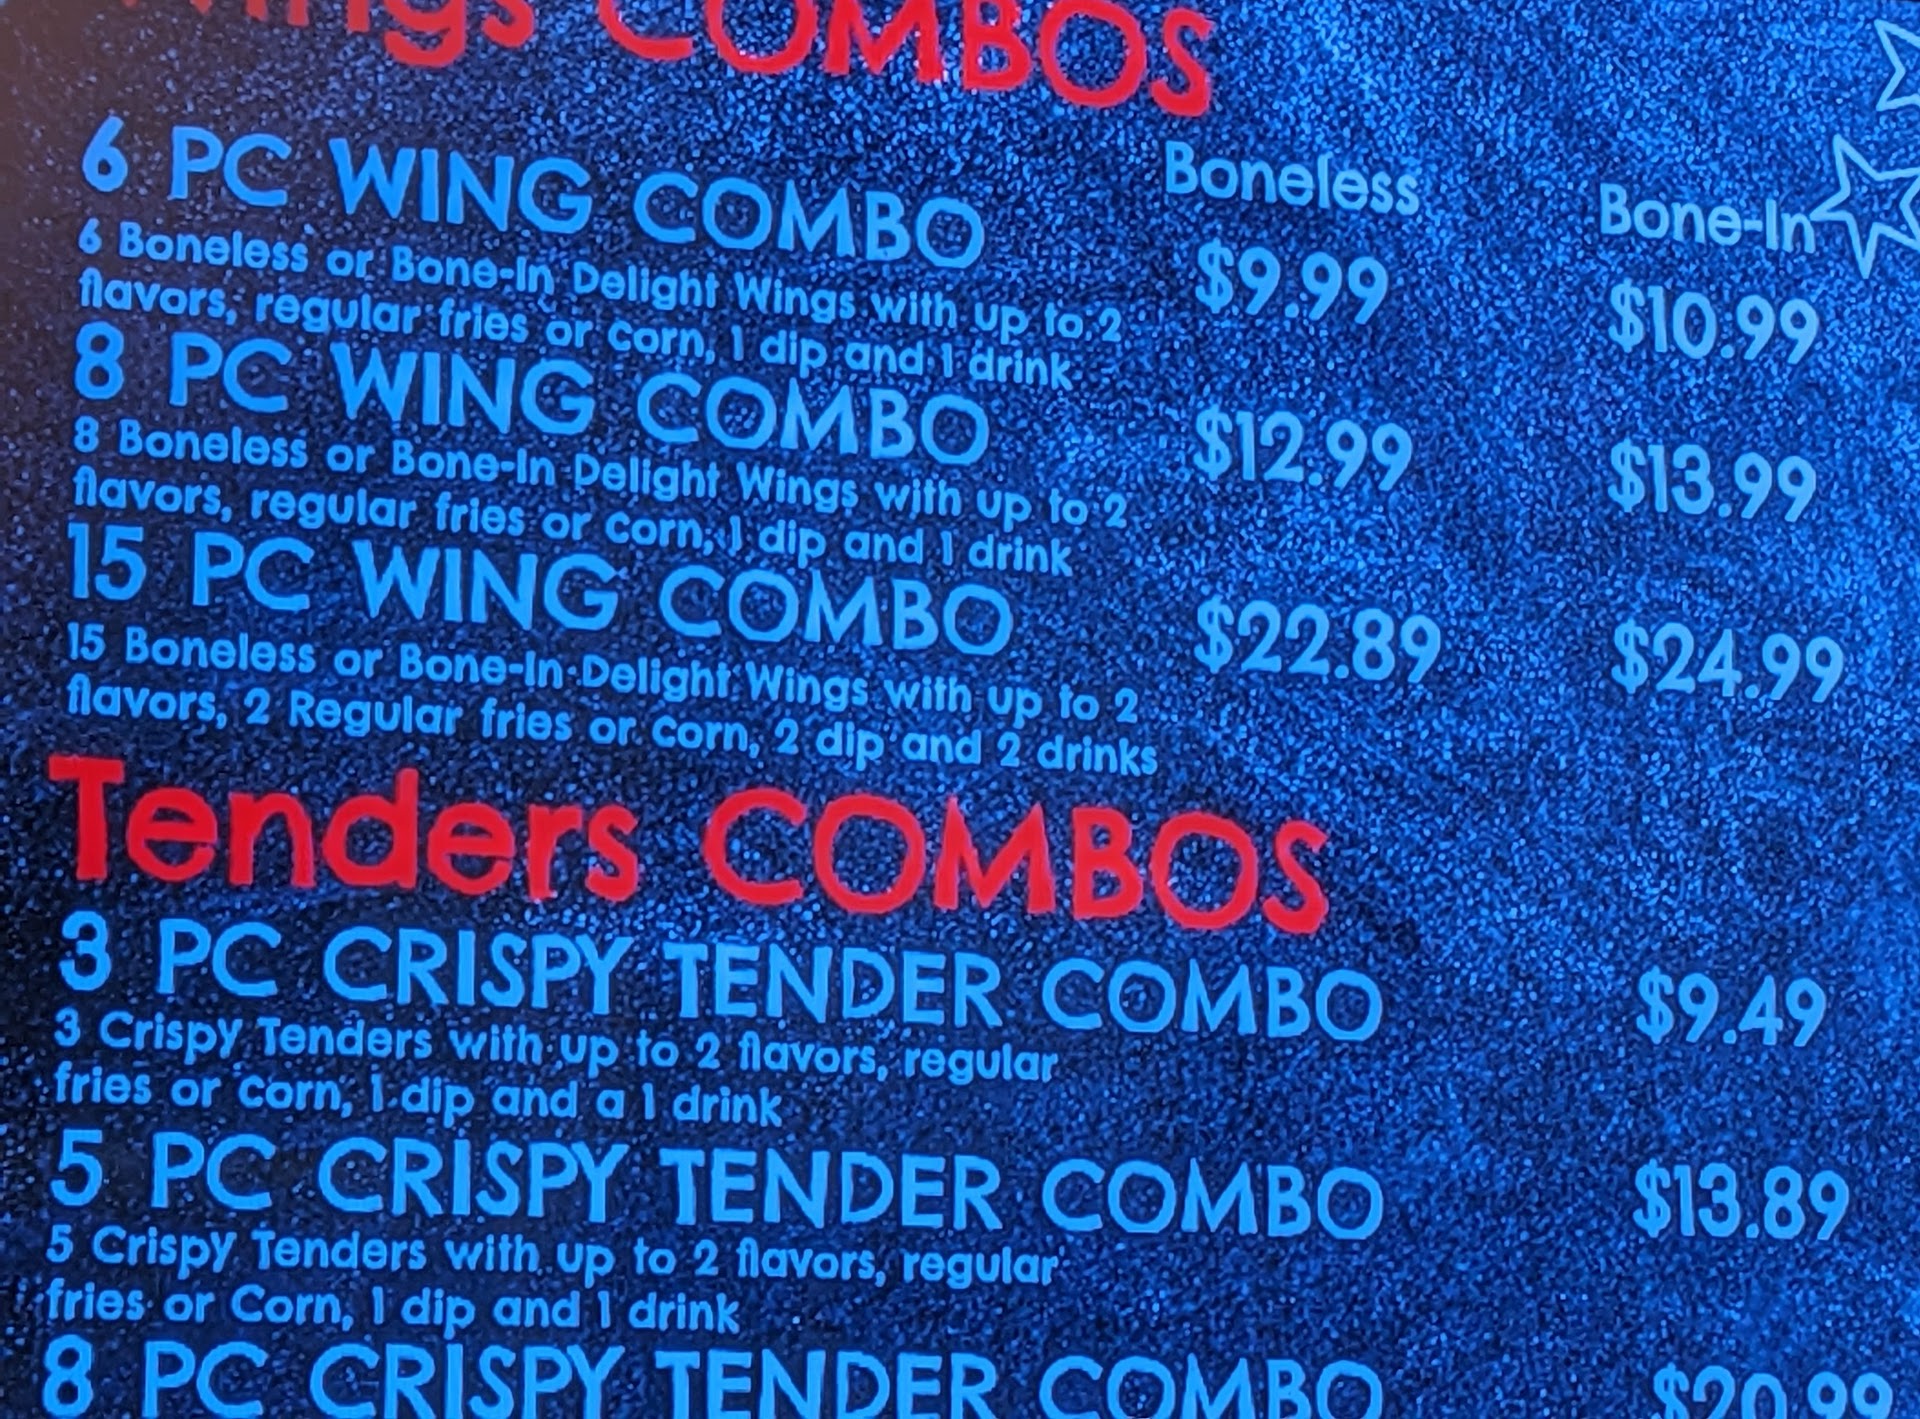 Wings COMBOS
Boneless Bone-In
6 PC WING COMBO $9.99 $10.99
6 Boneless or Bone-In Delight Wings with up to 2
flavors, regular fries or corn, 1 dip and 1 drink
8 PC WING COMBO $12.99 $13.99
8 Boneless or Bone-In Delight Wings with up to 2
flavors, regular fries or corn, 1 dip and 1 drink
15 PC WING COMBO $22.89 $24.99
15 Boneless or Bone-In Delight Wings with up to 2
flavors, 2 Regular fries or corn, 2 dip and 2 drinks
Tenders COMBOS
3 PC CRISPY TENDER COMBO $9.49
3 Crispy Tenders with up to 2 flavors, regular
fries or corn, 1 dip and a 1 drink
5 PC CRISPY TENDER COMBO $13.89
5 Crispy Tenders with up to 2 flavors, regular
fries or Corn, 1 dip and 1 drink
8 PC CRISPY TENDER COMBO $20.99